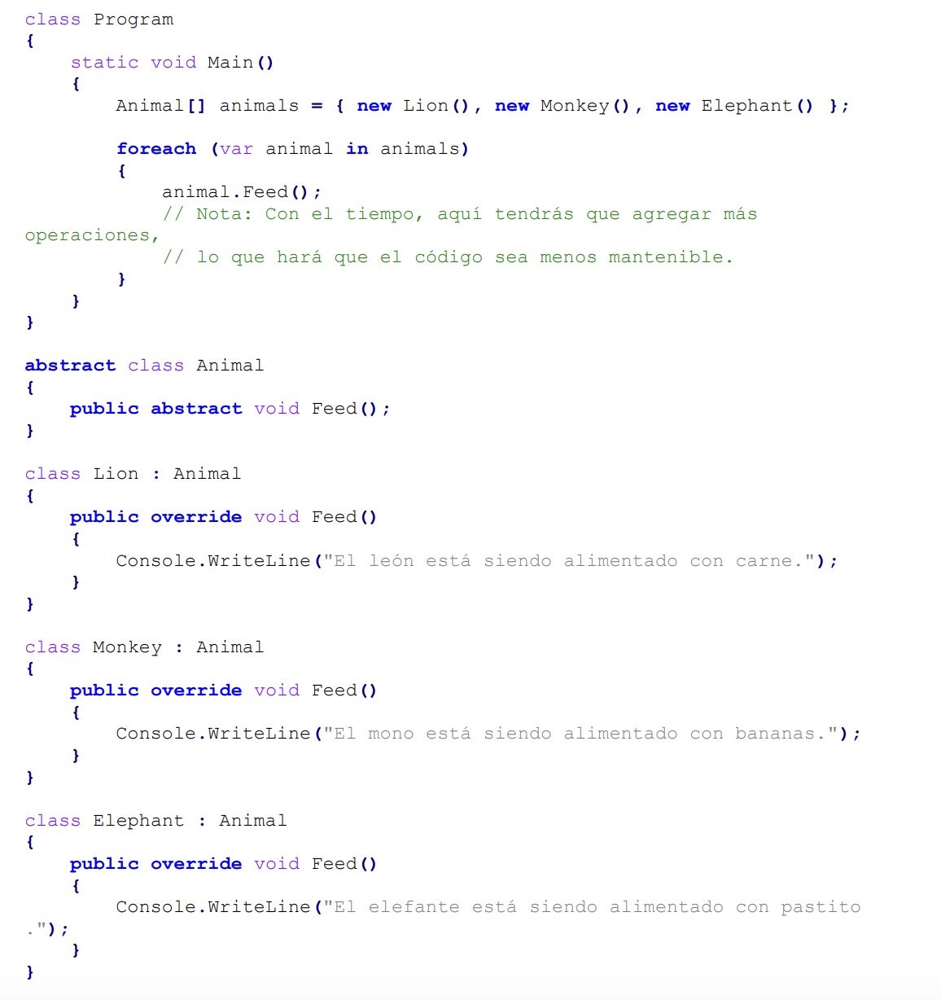 class Program
{
    static void Main()
    {
        Animal[] animals = { new Lion(), new Monkey(), new Elephant() };

        foreach (var animal in animals)
        {
            animal.Feed();
            // Nota: Con el tiempo, aquí tendrás que agregar más
operaciones,
            // lo que hará que el código sea menos mantenible.
        }
    }
}

abstract class Animal
{
    public abstract void Feed();
}

class Lion : Animal
{
    public override void Feed()
    {
        Console.WriteLine("El león está siendo alimentado con carne.");
    }
}

class Monkey : Animal
{
    public override void Feed()
    {
        Console.WriteLine("El mono está siendo alimentado con bananas.");
    }
}

class Elephant : Animal
{
    public override void Feed()
    {
        Console.WriteLine("El elefante está siendo alimentado con pastito
.");
    }
}